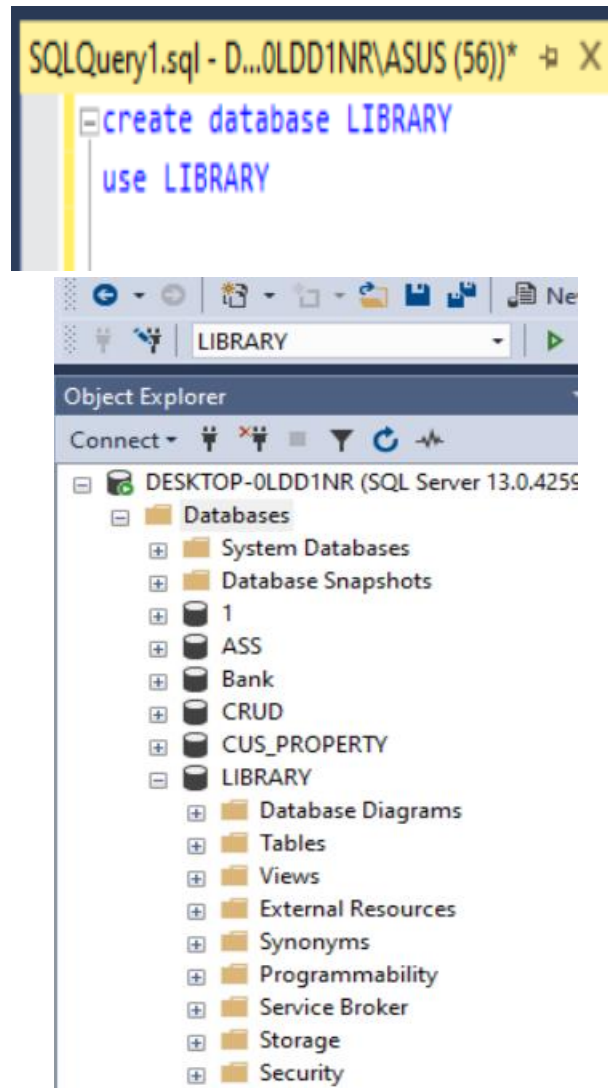 SQLQuery1.sql - D...0LDD1NR\ASUS (56))*
create database LIBRARY
use LIBRARY
Ne
LIBRARY
Object Explorer
Connect
DESKTOP-0LDD1NR (SQL Server 13.0.4259
Databases
System Databases
Database Snapshots
1
ASS
Bank
CRUD
CUS_PROPERTY
LIBRARY
Database Diagrams
Tables
Views
External Resources
Synonyms
Programmability
Service Broker
Storage
Security